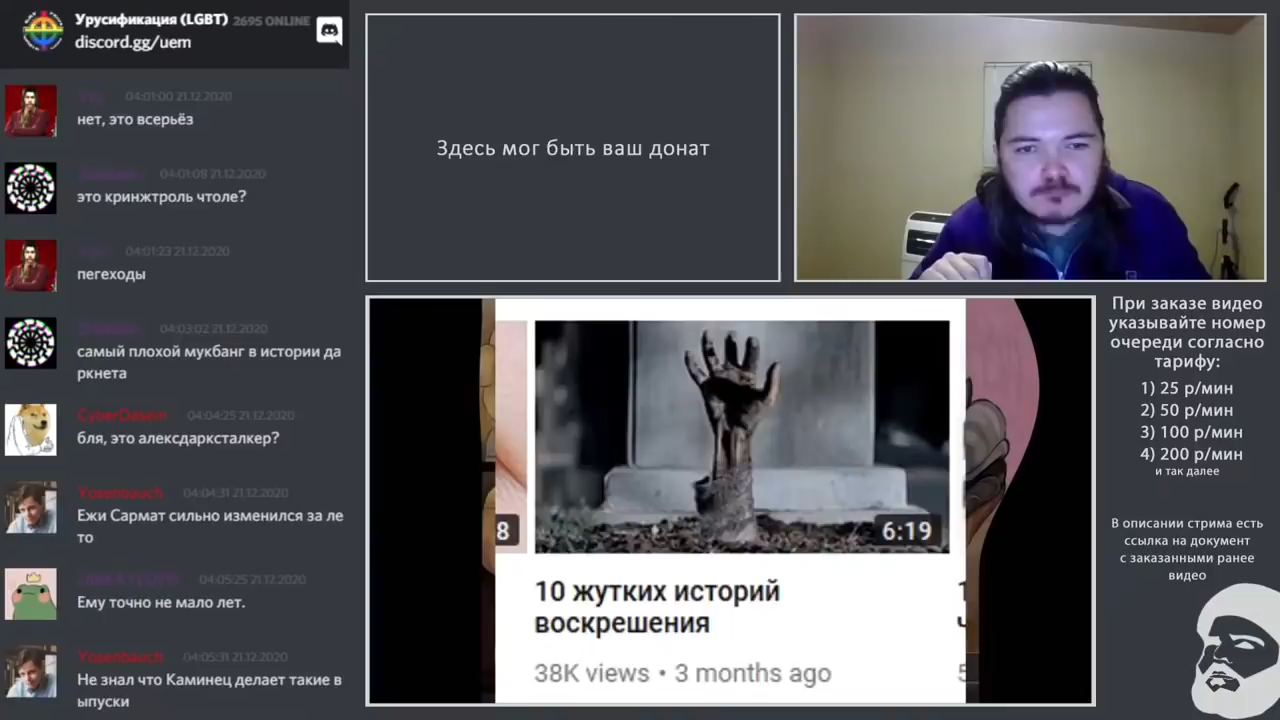 Урусификация (LGBT) 2695 ONLINE
discord.gg/uem
04:01:00 21.12.2020
нет, это всерьёз
04:01:08 21.12.2020
это кринжтроль чтоле?
04:01:23 21.12.2020
пегеходы
04:03:02 21.12.2020
самый плохой мукбанг в истории да
ркнета
CyberDasein 04:04:25 21.12.2020
бля, это алексдарксталкер?
Yosenbauch 04:04:31 21.12.2020
Ежи Сармат сильно изменился за ле
то
04:05:25 21.12.2020
Ему точно не мало лет.
Yosenbauch 04:05:31 21.12.2020
Не знал что Каминец делает такие в
ыпуски
Здесь мог быть ваш донат
8
6:19
10 жутких историй
воскрешения
38K views • 3 months ago
При заказе видео
указывайте номер
очереди согласно
тарифу:
1) 25 р/мин
2) 50 р/мин
3) 100 р/мин
4) 200 р/мин
и так далее
В описании стрима есть
ссылка на документ
с заказанными ранее
видео